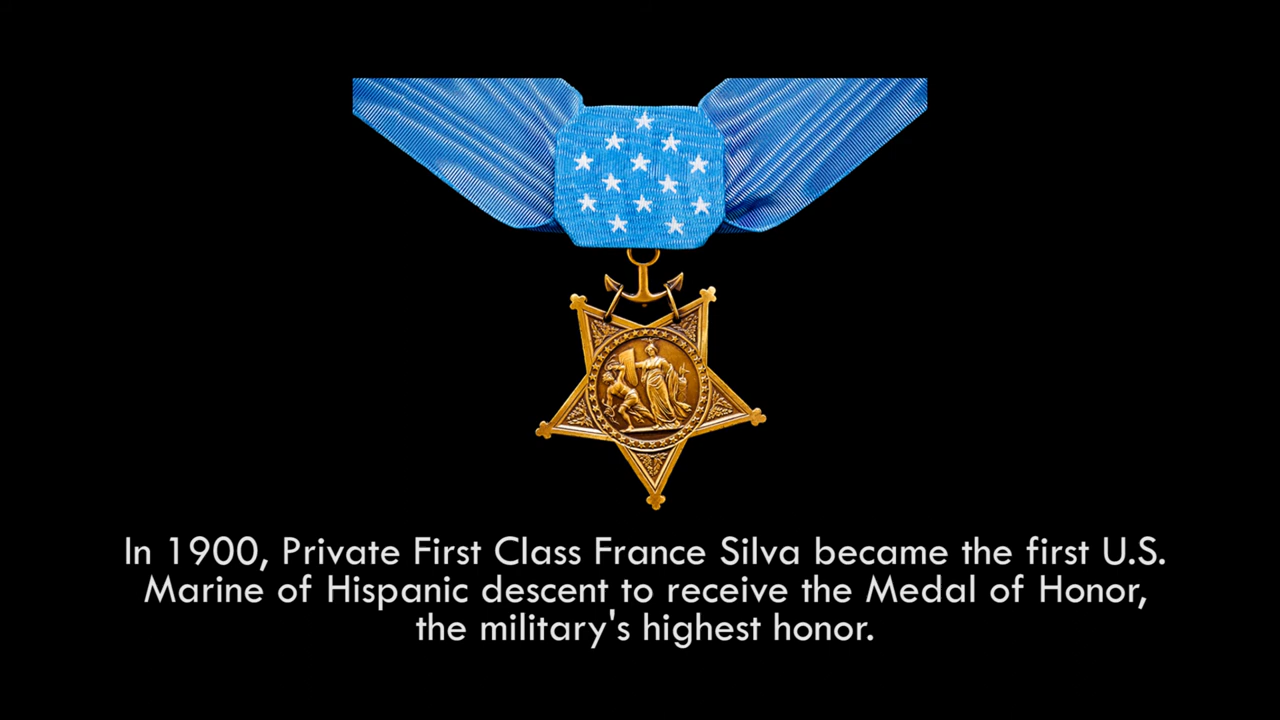 In 1900, Private First Class France Silva became the first U.S.
Marine of Hispanic descent to receive the Medal of Honor,
the military's highest honor.